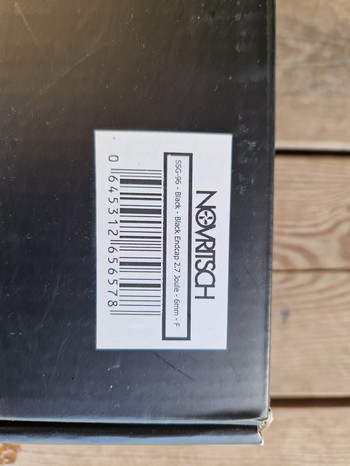 NOVRITSCH
SSG-96 - Black - Black Endcap 2.7 Joule - 6mm - F
0 645312 656578